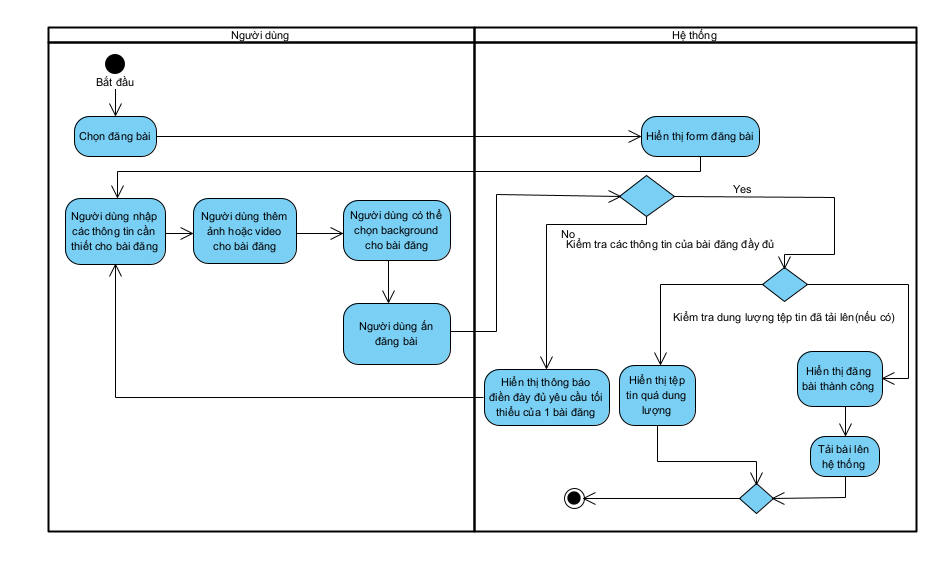 Người dùng
Hệ thống
Bắt đầu
Chọn đăng bài
Hiển thị form đăng bài
Người dùng nhập
các thông tin cần
thiết cho bài đăng
Người dùng thêm
ảnh hoặc video
cho bài đăng
Người dùng có thể
chọn background
cho bài đăng
Yes
No
Kiểm tra các thông tin của bài đăng đầy đủ
Người dùng ấn
đăng bài
Kiểm tra dung lượng tệp tin đã tải lên(nếu có)
Hiển thị thông báo
điền đày đủ yêu cầu tối
thiểu của 1 bài đăng
Hiển thị tệp
tin quá dung
lượng
Hiển thị đăng
bài thành công
Tải bài lên
hệ thống